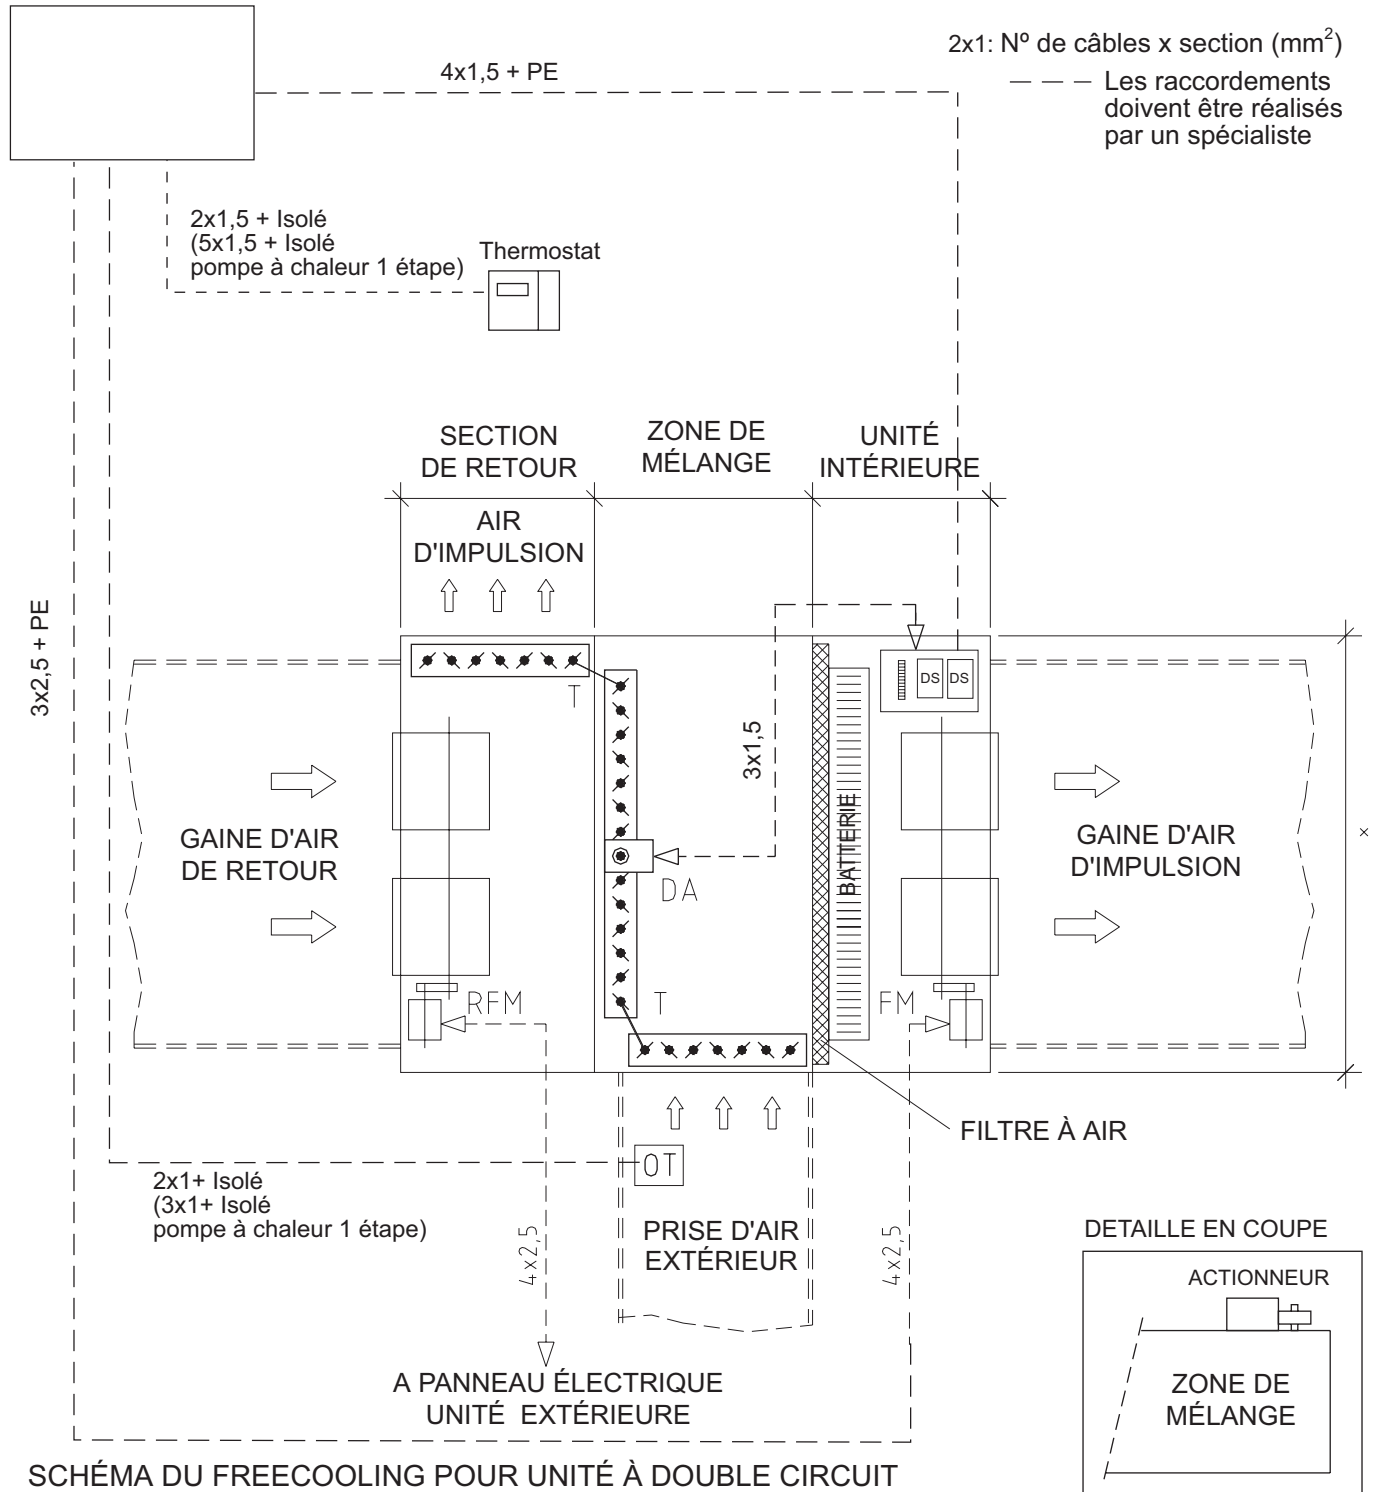 2x1: Nº de câbles x section (mm²)
4x1,5 + PE
Les raccordements
doivent être réalisés
par un spécialiste
2x1,5 + Isolé
(5x1,5 + Isolé
pompe à chaleur 1 étape)
Thermostat
SECTION
DE RETOUR
ZONE DE
MÉLANGE
UNITÉ
INTÉRIEURE
AIR
D'IMPULSION
3x2,5 + PE
T
DS
DS
3x1,5
BATTERIE
GAINE D'AIR
DE RETOUR
GAINE D'AIR
D'IMPULSION
x
DA
RFM
T
FM
FILTRE À AIR
OT
2x1+ Isolé
(3x1+ Isolé
pompe à chaleur 1 étape)
4x2,5
PRISE D'AIR
EXTÉRIEUR
4x2,5
DETAILLE EN COUPE
ACTIONNEUR
ZONE DE
MÉLANGE
A PANNEAU ÉLECTRIQUE
UNITÉ EXTÉRIEURE
SCHÉMA DU FREECOOLING POUR UNITÉ À DOUBLE CIRCUIT